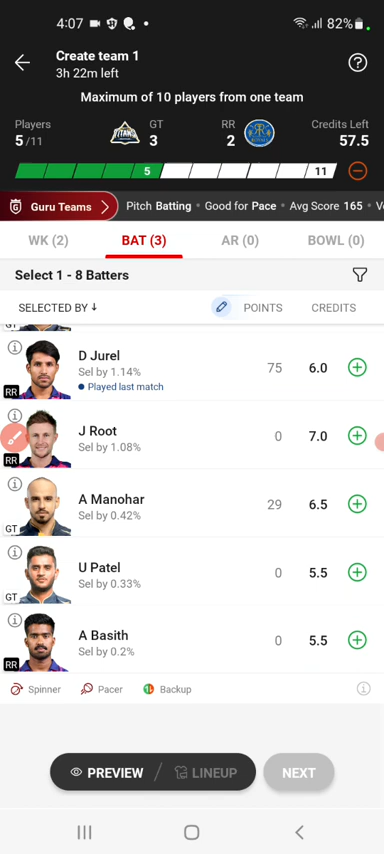 4:07
82%
Create team 1
3h 22m left
Maximum of 10 players from one team
Players
5/11
TITANS
GT
3
RR
2
Credits Left
57.5
5
11
Guru Teams
Pitch Batting • Good for Pace • Avg Score 165
WK (2)
BAT (3)
AR (0)
BOWL (0)
Select 1 - 8 Batters
SELECTED BY ↓
POINTS
CREDITS
GT
D Jurel
Sel by 1.14%
Played last match
75
6.0
RR
J Root
Sel by 1.08%
0
7.0
RR
A Manohar
Sel by 0.42%
29
6.5
GT
U Patel
Sel by 0.33%
0
5.5
GT
A Basith
Sel by 0.2%
0
5.5
RR
Spinner
Pacer
Backup
PREVIEW / LINEUP
NEXT